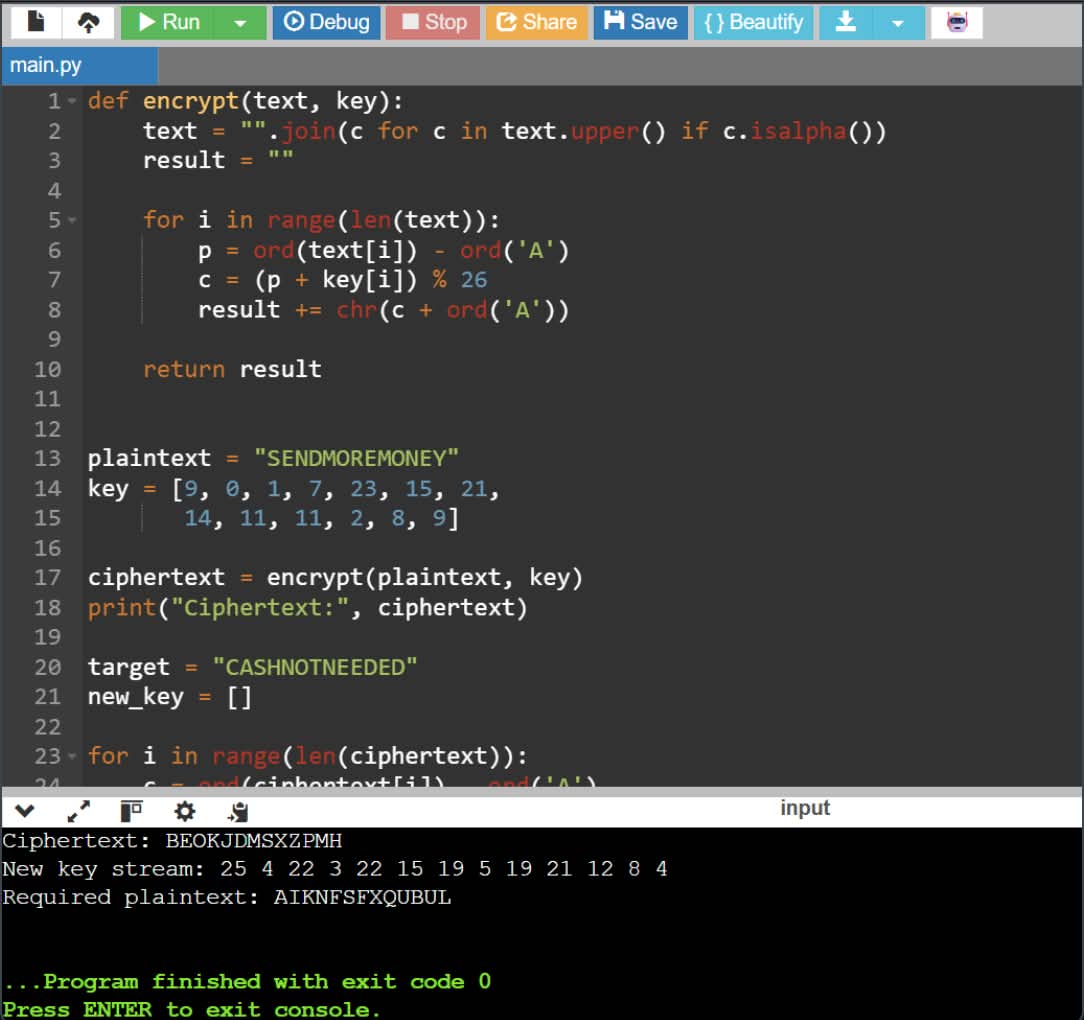 Run Debug Stop Share Save { } Beautify
main.py
1 def encrypt(text, key):
2 text = "".join(c for c in text.upper() if c.isalpha())
3 result = ""
4
5 for i in range(len(text)):
6 p = ord(text[i]) - ord('A')
7 c = (p + key[i]) % 26
8 result += chr(c + ord('A'))
9
10 return result
11
12
13 plaintext = "SENDMOREMONEY"
14 key = [9, 0, 1, 7, 23, 15, 21,
15 14, 11, 11, 2, 8, 9]
16
17 ciphertext = encrypt(plaintext, key)
18 print("Ciphertext:", ciphertext)
19
20 target = "CASHNOTNEEDED"
21 new_key = []
22
23 for i in range(len(ciphertext)):
24 c = ord(ciphertext[i]) - ord('A')
input
Ciphertext: BEOKJDMSXZPMH
New key stream: 25 4 22 3 22 15 19 5 19 21 12 8 4
Required plaintext: AIKNFSFXQUBUL
...Program finished with exit code 0
Press ENTER to exit console.